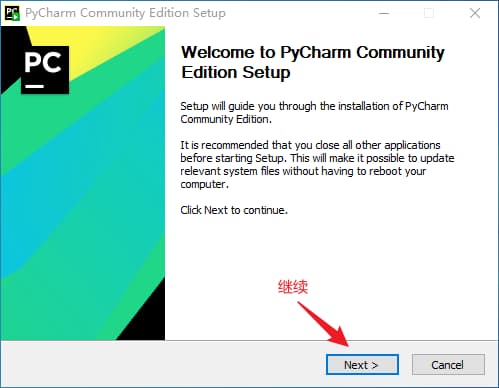 PyCharm Community Edition Setup
PC
Welcome to PyCharm Community
Edition Setup
Setup will guide you through the installation of PyCharm
Community Edition.
It is recommended that you close all other applications
before starting Setup. This will make it possible to update
relevant system files without having to reboot your
computer.
Click Next to continue.
继续
Next >
Cancel